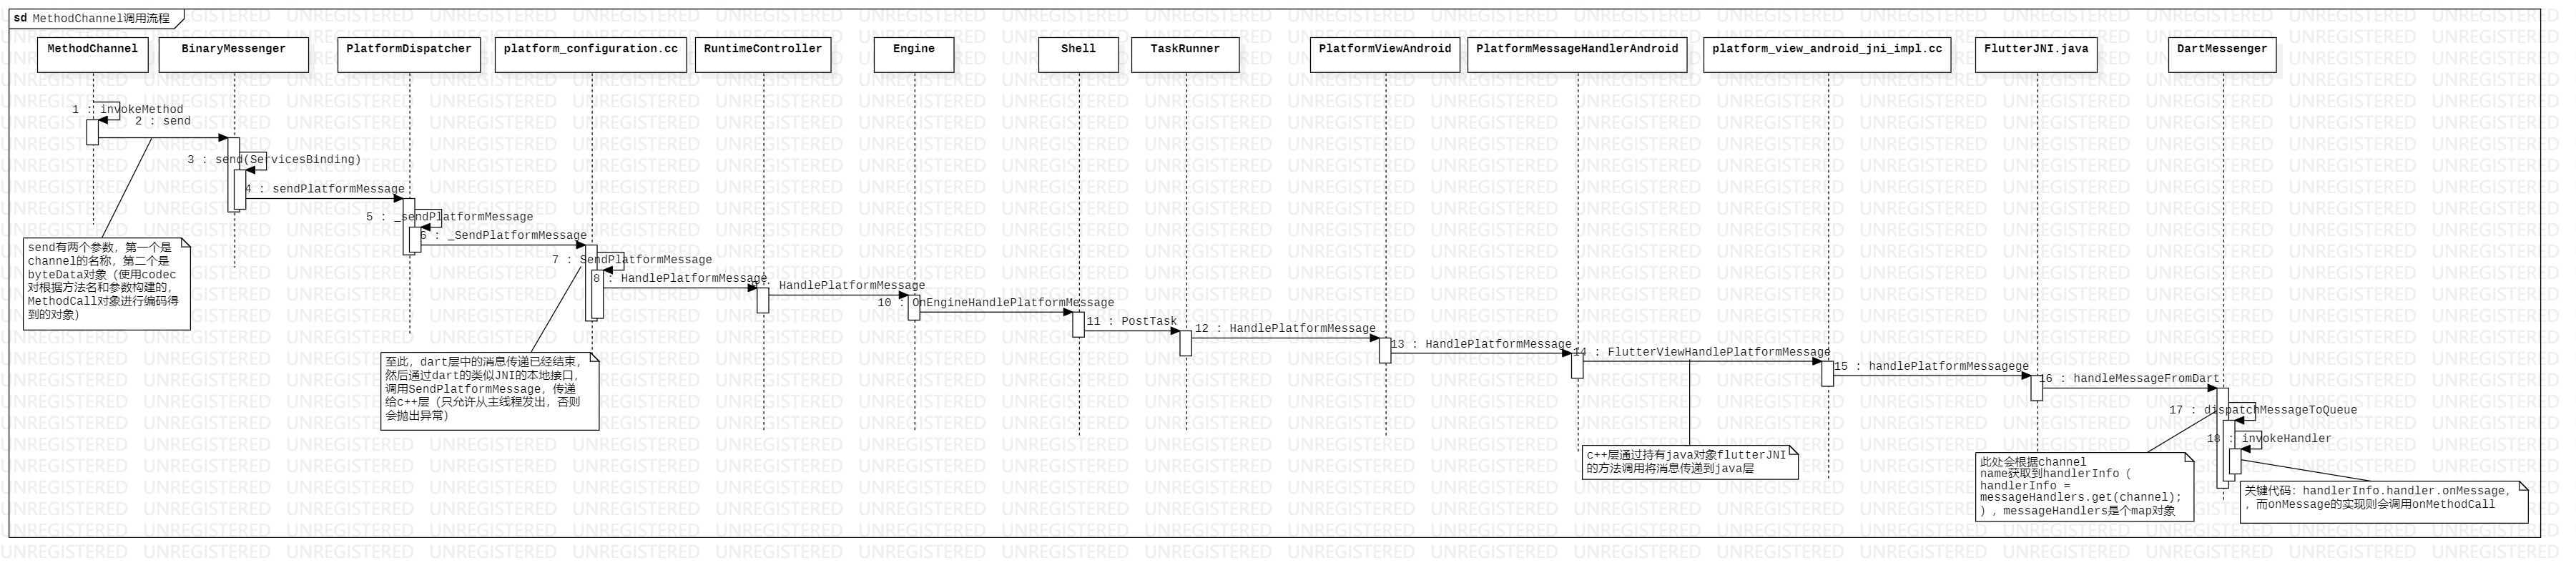 sd MethodChannel调用流程
MethodChannel
BinaryMessenger
PlatformDispatcher
platform_configuration.cc
RuntimeController
Engine
Shell
TaskRunner
PlatformViewAndroid
PlatformMessageHandlerAndroid
platform_view_android_jni_impl.cc
FlutterJNI.java
DartMessenger
1 : invokeMethod
2 : send
3 : send(ServicesBinding)
4 : sendPlatformMessage
5 : _sendPlatformMessage
6 : _SendPlatformMessage
7 : SendPlatformMessage
8 : HandlePlatformMessage
HandlePlatformMessage
10 : OnEngineHandlePlatformMessage
11 : PostTask
12 : HandlePlatformMessage
13 : HandlePlatformMessage
14 : FlutterViewHandlePlatformMessage
15 : handlePlatformMessagege
16 : handleMessageFromDart
17 : dispatchMessageToQueue
18 : invokeHandler
send有两个参数，第一个是
channel的名称，第二个是
byteData对象（使用codec
对根据方法名和参数构建的，
MethodCall对象进行编码得
到的对象）
至此，dart层中的消息传递已经结束，
然后通过dart的类似JNI的本地接口，
调用SendPlatformMessage，传递
给c++层（只允许从主线程发出，否则
会抛出异常）
c++层通过持有java对象flutterJNI
的方法调用将消息传递到java层
此处会根据channel
name获取到handlerInfo（
handlerInfo =
messageHandlers.get(channel);
）, messageHandlers是个map对象
关键代码：handlerInfo.handler.onMessage,
，而onMessage的实现则会调用onMethodCall
UNREGISTERED